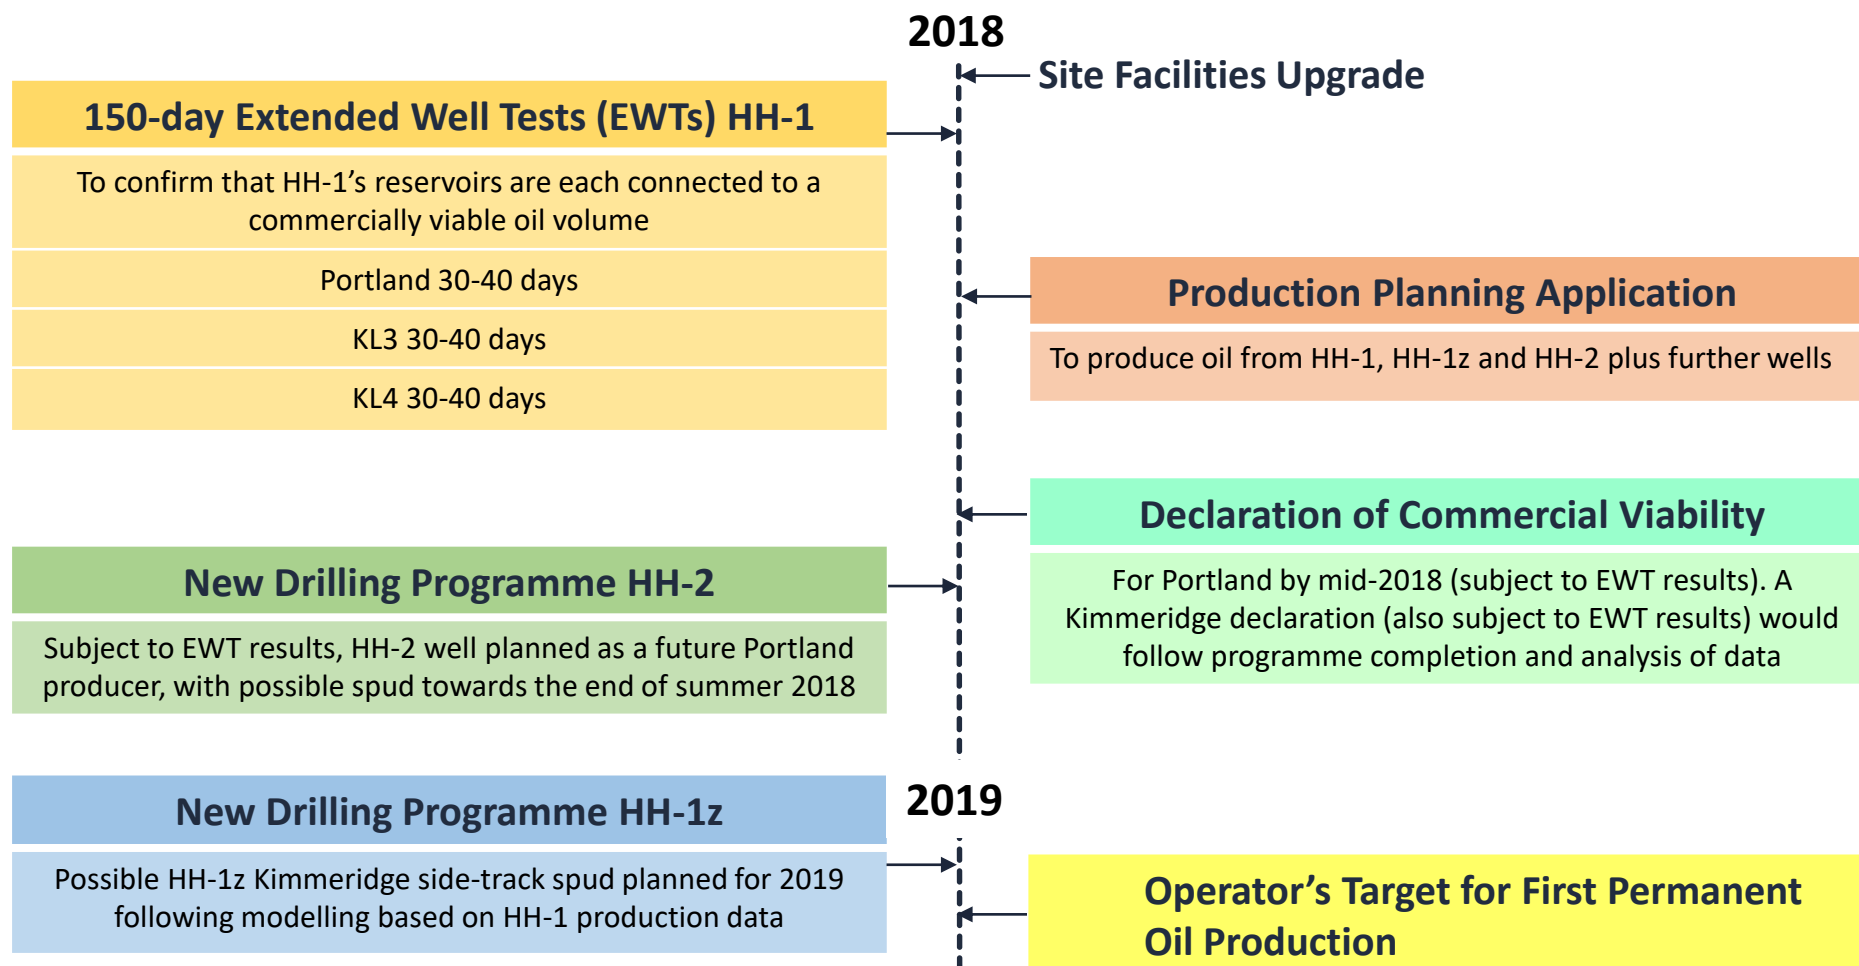 2018
Site Facilities Upgrade
150-day Extended Well Tests (EWTs) HH-1
To confirm that HH-1’s reservoirs are each connected to a
commercially viable oil volume
Portland 30-40 days
KL3 30-40 days
KL4 30-40 days
Production Planning Application
To produce oil from HH-1, HH-1z and HH-2 plus further wells
Declaration of Commercial Viability
For Portland by mid-2018 (subject to EWT results). A
Kimmeridge declaration (also subject to EWT results) would
follow programme completion and analysis of data
New Drilling Programme HH-2
Subject to EWT results, HH-2 well planned as a future Portland
producer, with possible spud towards the end of summer 2018
2019
New Drilling Programme HH-1z
Possible HH-1z Kimmeridge side-track spud planned for 2019
following modelling based on HH-1 production data
Operator’s Target for First Permanent
Oil Production